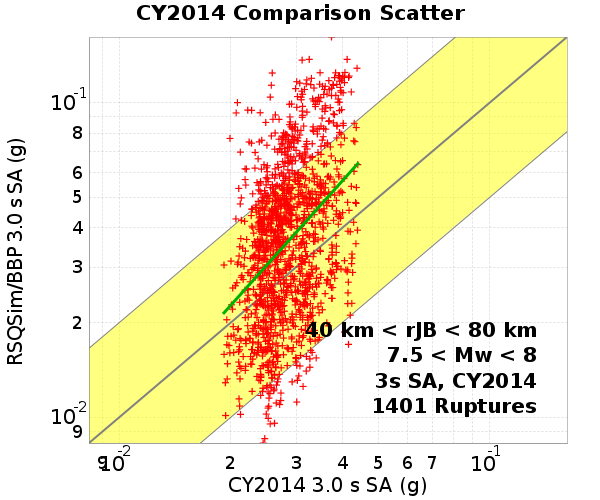 CY2014 Comparison Scatter
RSQSim/BBP 3.0 s SA (g)
10-1
8
6
5
4
3
2
10-2
9
40 km < rJB < 80 km
7.5 < Mw < 8
3s SA, CY2014
1401 Ruptures
9 10-2 2 3 4 5 6 7 10-1
CY2014 3.0 s SA (g)